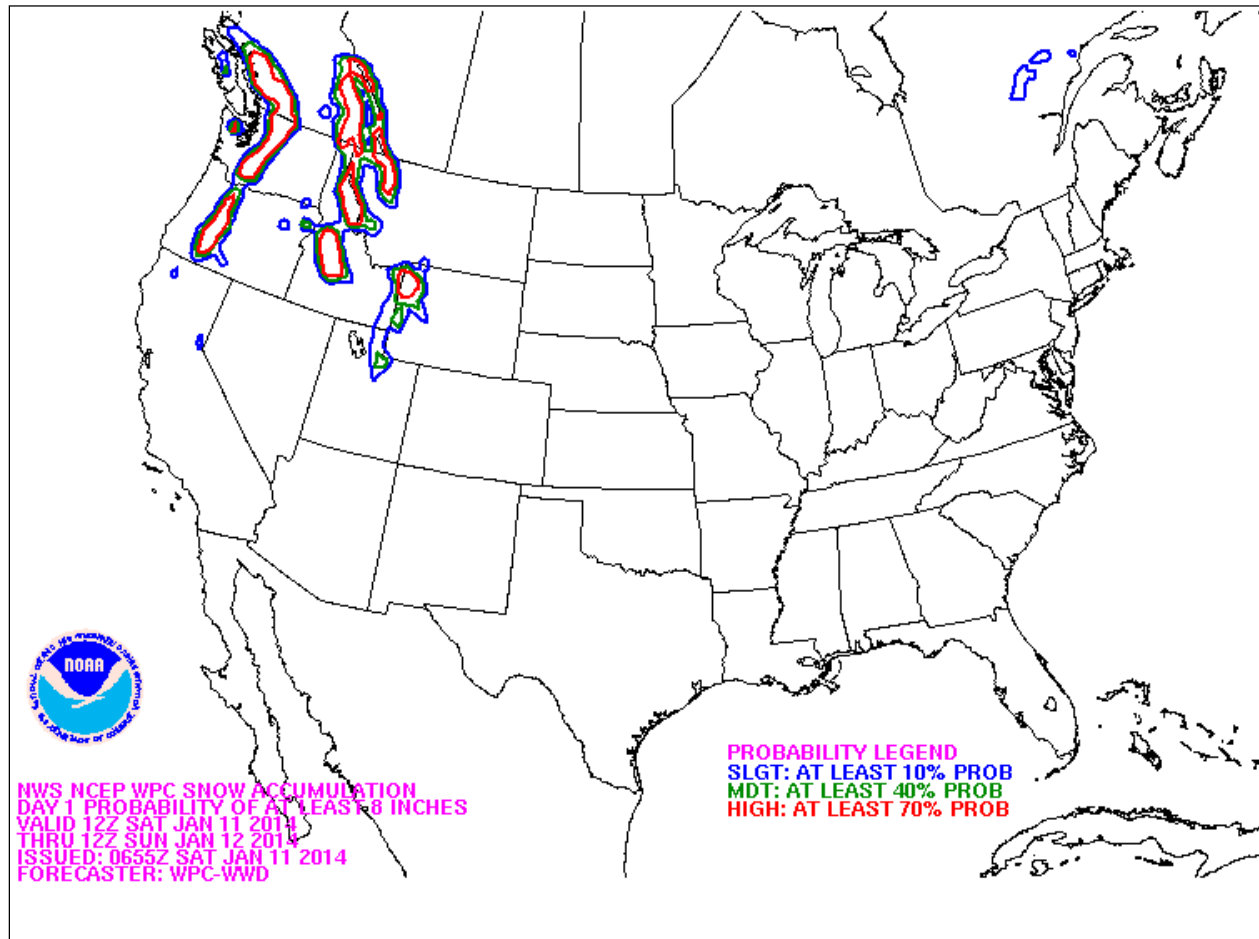 NOAA
PROBABILITY LEGEND
SLGT: AT LEAST 10% PROB
MDT: AT LEAST 40% PROB
HIGH: AT LEAST 70% PROB
NWS NCEP WPC SNOW ACCUMULATION
DAY 1 PROBABILITY OF AT LEAST 8 INCHES
VALID 12Z SAT JAN 11 2014
THRU 12Z SUN JAN 12 2014
ISSUED: 0655Z SAT JAN 11 2014
FORECASTER: WPC-WWD